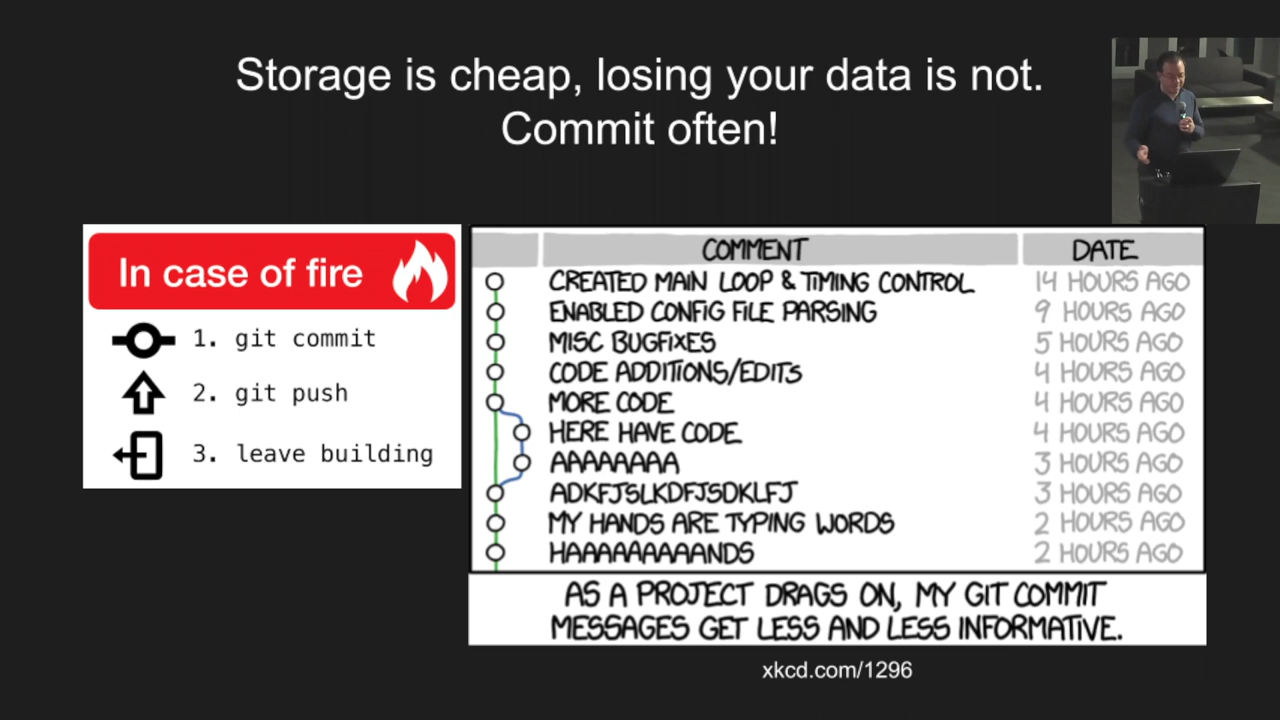 Storage is cheap, losing your data is not.
Commit often!
In case of fire
1. git commit
2. git push
3. leave building
COMMENT DATE
CREATED MAIN LOOP & TIMING CONTROL 14 HOURS AGO
ENABLED CONFIG FILE PARSING 9 HOURS AGO
MISC BUGFIXES 5 HOURS AGO
CODE ADDITIONS/EDITS 4 HOURS AGO
MORE CODE 4 HOURS AGO
HERE HAVE CODE 4 HOURS AGO
AAAAAAAA 3 HOURS AGO
ADKFJSLKDFJSDKLFJ 3 HOURS AGO
MY HANDS ARE TYPING WORDS 2 HOURS AGO
HAAAAAAAAANDS 2 HOURS AGO
AS A PROJECT DRAGS ON, MY GIT COMMIT
MESSAGES GET LESS AND LESS INFORMATIVE.
xkcd.com/1296